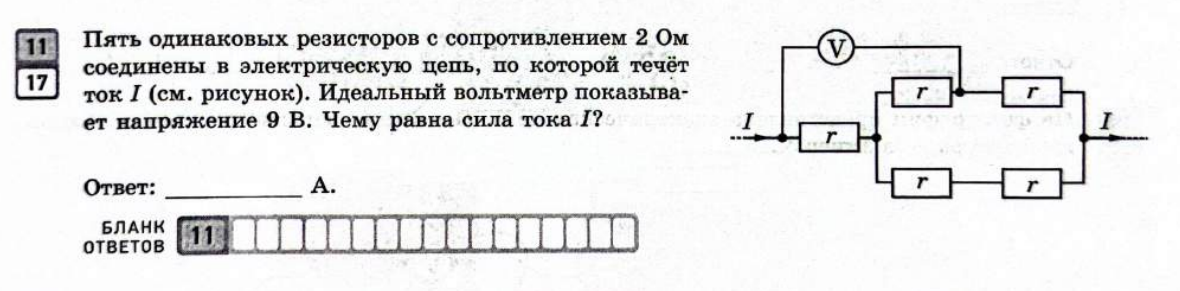 11
17
Пять одинаковых резисторов с сопротивлением 2 Ом
соединены в электрическую цепь, по которой течёт
ток I (см. рисунок). Идеальный вольтметр показыва-
ет напряжение 9 В. Чему равна сила тока I?
Ответ: ____________ А.
БЛАНК
ОТВЕТОВ
11
V
r r
I r I
r r